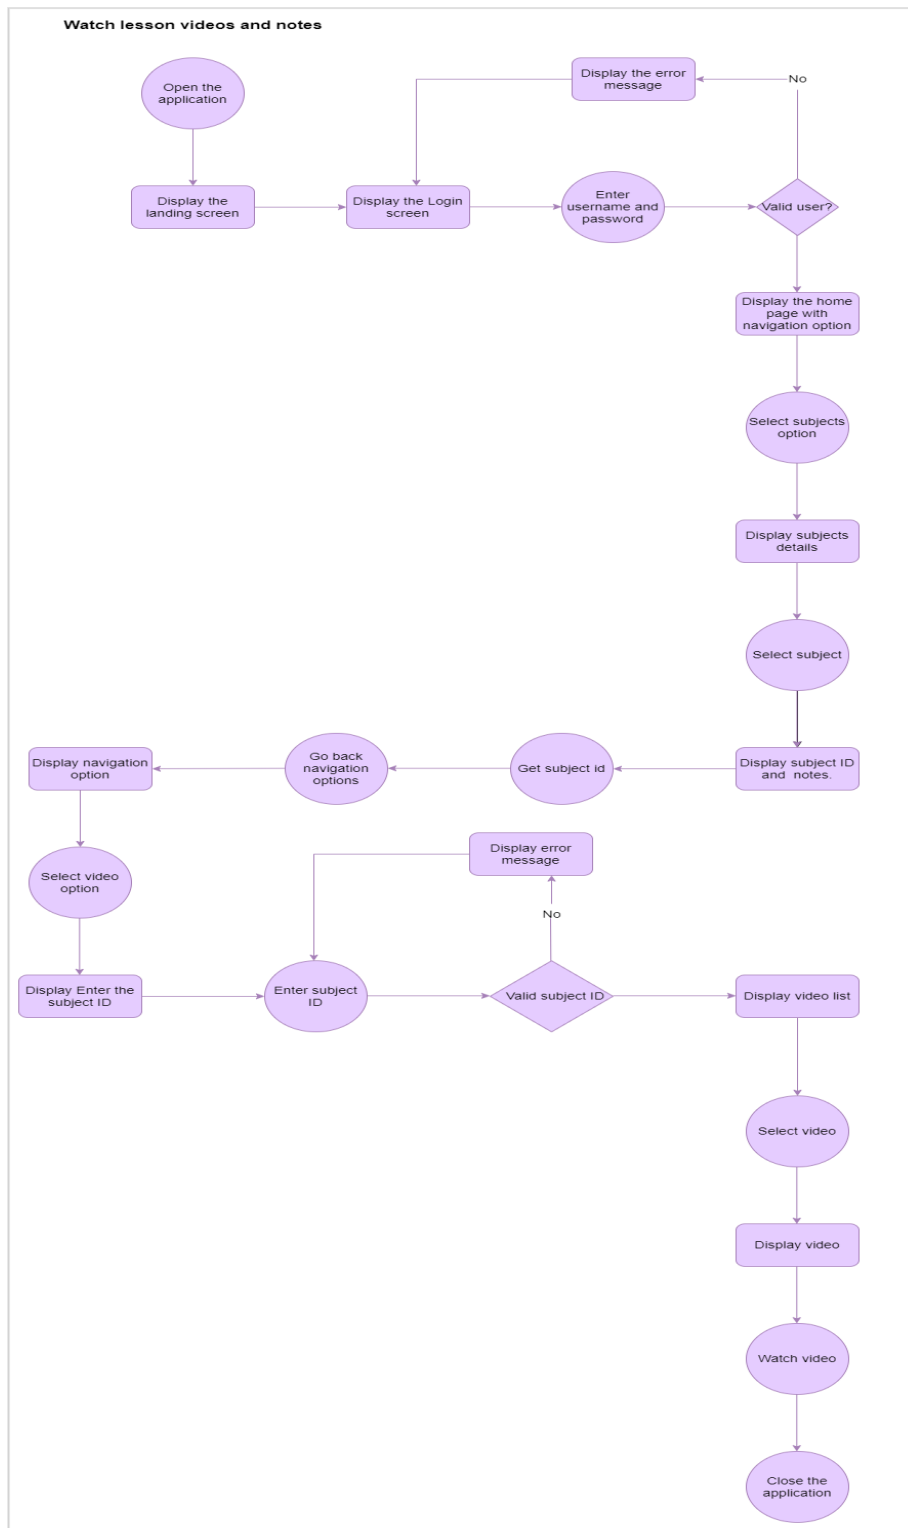 Watch lesson videos and notes
Open the
application
Display the error
message
No
Display the
landing screen
Display the Login
screen
Enter
username and
password
Valid user?
Display the home
page with
navigation option
Select subjects
option
Display subjects
details
Select subject
Display subject ID
and notes.
Get subject id
Go back
navigation
options
Display navigation
option
Select video
option
Display Enter the
subject ID
Enter subject
ID
Valid subject ID
No
Display error
message
Display video list
Select video
Display video
Watch video
Close the
application